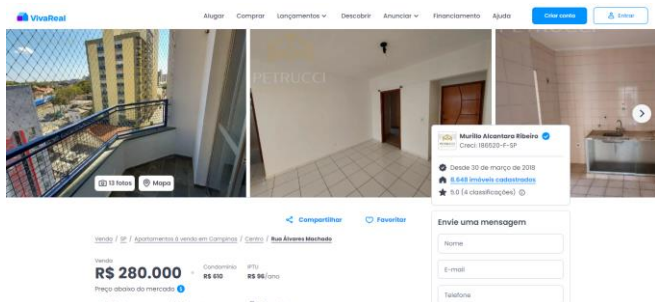 VivaReal
Alugar Comprar Lançamentos Descobrir Anunciar Financiamento Ajuda Criar conta Entrar
PETRUCCI
Murillo Alcantara Ribeiro
Creci: 186520-F-SP
13 fotos Mapa
Desde 30 de março de 2018
6.648 imóveis cadastrados
5.0 (4 classificações)
Compartilhar Favoritar
Envie uma mensagem
Venda / SP / Apartamentos à venda em Campinas / Centro / Rua Álvares Machado
Nome
Venda Condomínio IPTU
R$ 280.000 R$ 610 R$ 96/ano
E-mail
Preço abaixo do mercado
Telefone